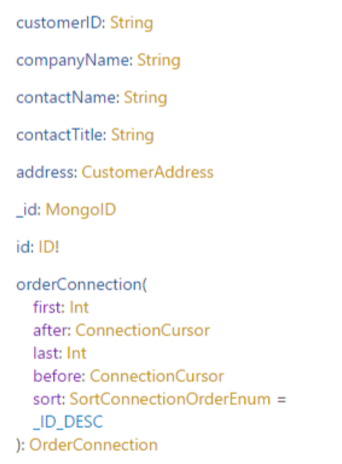 customerID: String
companyName: String
contactName: String
contactTitle: String
address: CustomerAddress
_id: MongoID
id: ID!
orderConnection(
first: Int
after: ConnectionCursor
last: Int
before: ConnectionCursor
sort: SortConnectionOrderEnum =
_ID_DESC
): OrderConnection